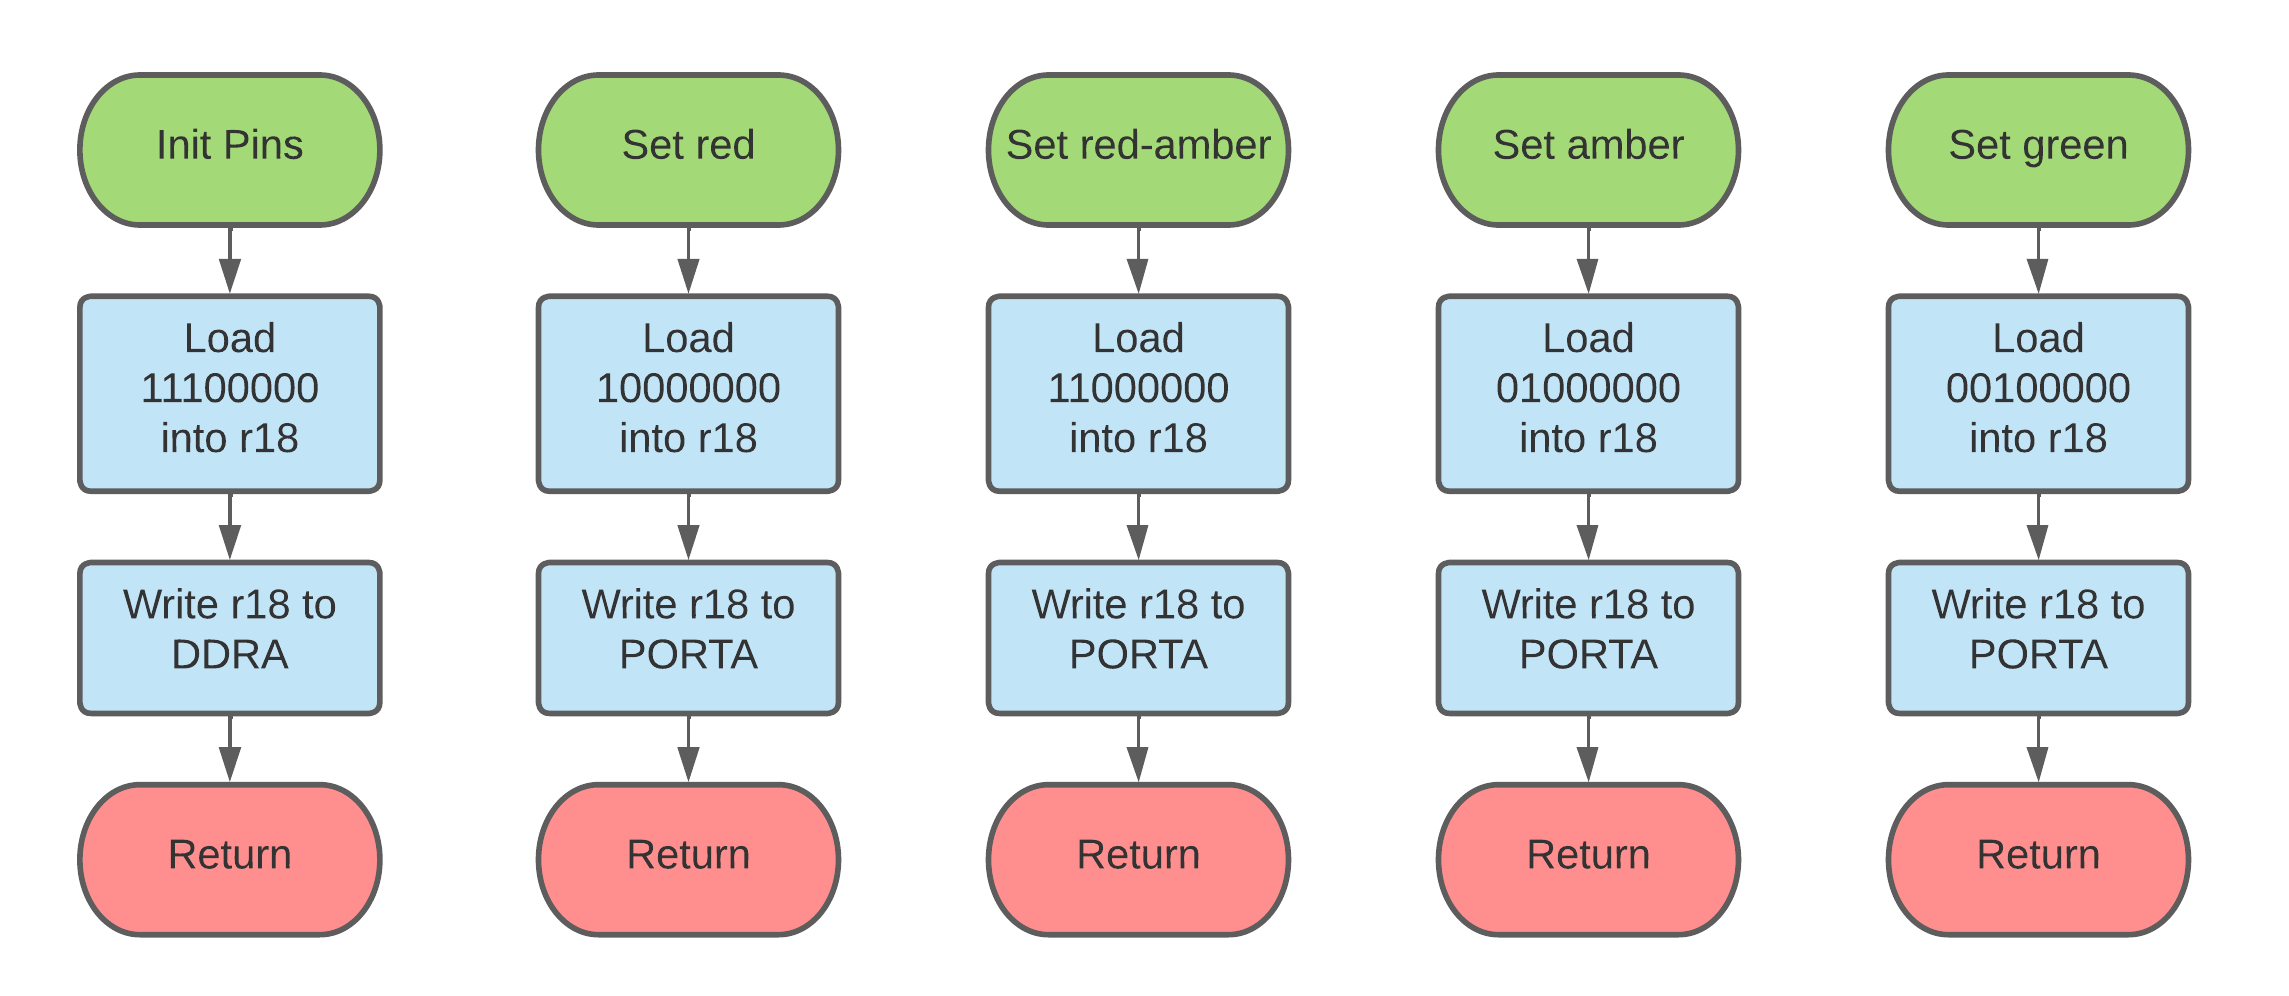 Init Pins
Load
11100000
into r18
Write r18 to
DDRA
Return
Set red
Load
10000000
into r18
Write r18 to
PORTA
Return
Set red-amber
Load
11000000
into r18
Write r18 to
PORTA
Return
Set amber
Load
01000000
into r18
Write r18 to
PORTA
Return
Set green
Load
00100000
into r18
Write r18 to
PORTA
Return